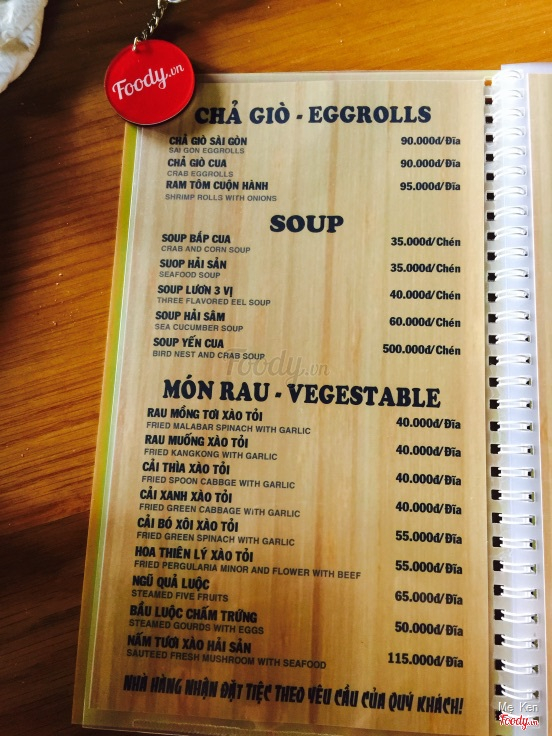 Foody.vn
CHẢ GIÒ - EGGROLLS
CHẢ GIÒ SÀI GÒN 90.000đ/Đĩa
SAI GON EGGROLLS
CHẢ GIÒ CUA 90.000đ/Đĩa
CRAB EGGROLLS
RAM TÔM CUỘN HÀNH 95.000đ/Đĩa
SHRIMP ROLLS WITH ONIONS
SOUP
SOUP BẮP CUA 35.000đ/Chén
CRAB AND CORN SOUP
SUOP HẢI SẢN 35.000đ/Chén
SEAFOOD SOUP
SOUP LƯƠN 3 VỊ 40.000đ/Chén
THREE FLAVORED EEL SOUP
SOUP HẢI SÂM 60.000đ/Chén
SEA CUCUMBER SOUP
SOUP YẾN CUA 500.000đ/Chén
BIRD NEST AND CRAB SOUP
Foody.vn
MÓN RAU - VEGESTABLE
RAU MỒNG TƠI XÀO TỎI 40.000đ/Đĩa
FRIED MALABAR SPINACH WITH GARLIC
RAU MUỐNG XÀO TỎI 40.000đ/Đĩa
FRIED KANGKONG WITH GARLIC
CẢI THÌA XÀO TỎI 40.000đ/Đĩa
FRIED SPOON CABBGE WITH GARLIC
CẢI XANH XÀO TỎI 40.000đ/Đĩa
FRIED GREEN CABBAGE WITH GARLIC
CẢI BÓ XÔI XÀO TỎI 55.000đ/Đĩa
FRIED GREEN SPINACH WITH GARLIC
HOA THIÊN LÝ XÀO TỎI 55.000đ/Đĩa
FRIED PERGULARIA MINOR AND FLOWER WITH BEEF
NGŨ QUẢ LUỘC 65.000đ/Đĩa
STEAMED FIVE FRUITS
BẦU LUỘC CHẤM TRỨNG 50.000đ/Đĩa
STEAMED GOURDS WITH EGGS
NẤM TƯƠI XÀO HẢI SẢN 115.000đ/Đĩa
SAUTEED FRESH MUSHROOM WITH SEAFOOD
NHÀ HÀNG NHẬN ĐẶT TIỆC THEO YÊU CẦU CỦA QUÝ KHÁCH!
Me Ken
Foody.vn